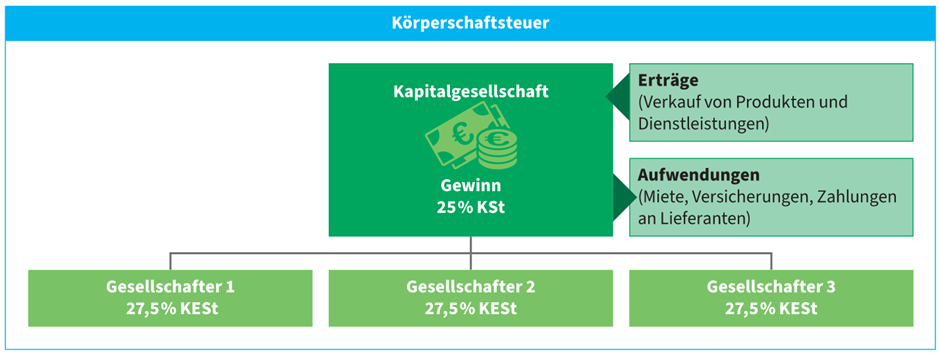 Körperschaftsteuer
Kapitalgesellschaft
Gewinn
25% KSt
Erträge
(Verkauf von Produkten und
Dienstleistungen)
Aufwendungen
(Miete, Versicherungen, Zahlungen
an Lieferanten)
Gesellschafter 1
27,5% KESt
Gesellschafter 2
27,5% KESt
Gesellschafter 3
27,5% KESt